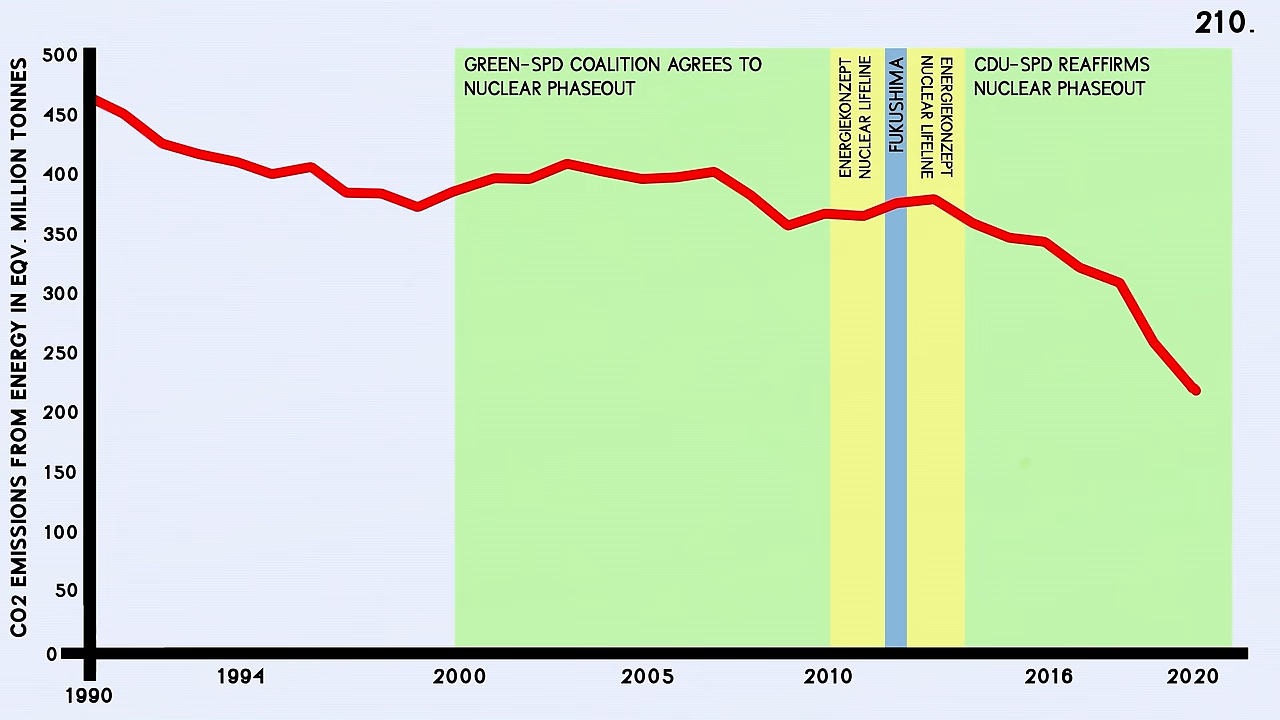 210.
CO2 EMISSIONS FROM ENERGY IN EQV. MILLION TONNES
500
450
400
350
300
250
200
150
100
50
0
GREEN-SPD COALITION AGREES TO
NUCLEAR PHASEOUT
ENERGIEKONZEPT
NUCLEAR LIFELINE
FUKUSHIMA
ENERGIEKONZEPT
NUCLEAR LIFELINE
CDU-SPD REAFFIRMS
NUCLEAR PHASEOUT
1990
1994
2000
2005
2010
2016
2020